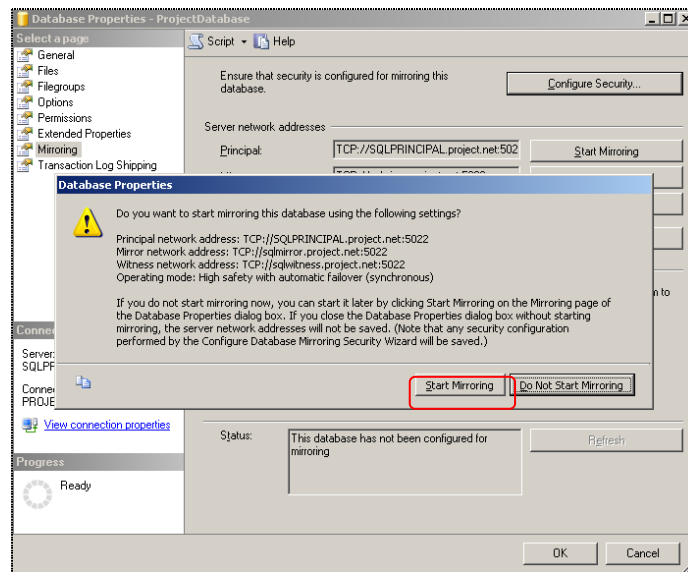 Database Properties - ProjectDatabase
Select a page
General
Files
Filegroups
Options
Permissions
Extended Properties
Mirroring
Transaction Log Shipping
Script
Help
Ensure that security is configured for mirroring this
database.
Configure Security...
Server network addresses
Principal:
TCP://SQLPRINCIPAL.project.net:502
Start Mirroring
Database Properties
Do you want to start mirroring this database using the following settings?
Principal network address: TCP://SQLPRINCIPAL.project.net:5022
Mirror network address: TCP://sqlmirror.project.net:5022
Witness network address: TCP://sqlwitness.project.net:5022
Operating mode: High safety with automatic failover (synchronous)
If you do not start mirroring now, you can start it later by clicking Start Mirroring on the Mirroring page of
the Database Properties dialog box. If you close the Database Properties dialog box without starting
mirroring, the server network addresses will not be saved. (Note that any security configuration
performed by the Configure Database Mirroring Security Wizard will be saved.)
Start Mirroring
Do Not Start Mirroring
n to
Conne
Server:
SQLPF
Conne
PROJE
View connection properties
Progress
Ready
Status:
This database has not been configured for
mirroring
Refresh
OK
Cancel